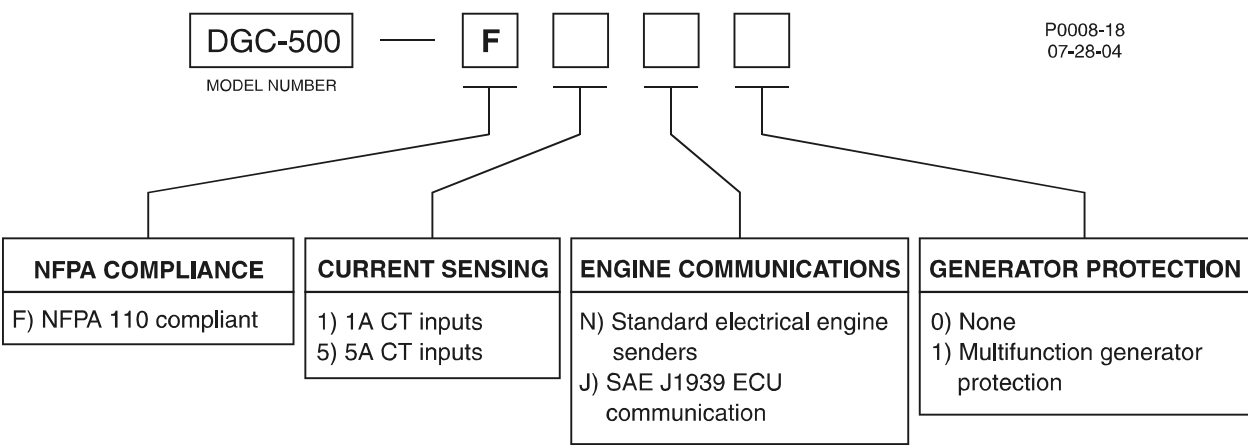 DGC-500 — F
P0008-18
07-28-04
MODEL NUMBER
NFPA COMPLIANCE
F) NFPA 110 compliant
CURRENT SENSING
1) 1A CT inputs
5) 5A CT inputs
ENGINE COMMUNICATIONS
N) Standard electrical engine
senders
J) SAE J1939 ECU
communication
GENERATOR PROTECTION
0) None
1) Multifunction generator
protection